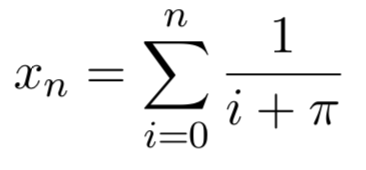 x_n = \sum_{i=0}^{n} \frac{1}{i + \pi}